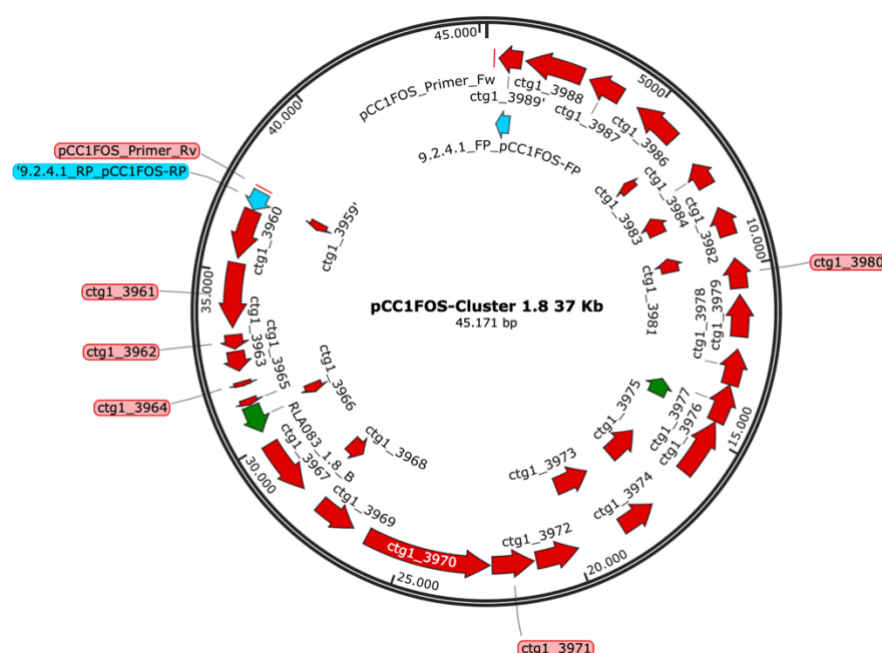 45.000
pCC1FOS_Primer_Fw
ctg1_3989'
ctg1_3988
ctg1_3987
ctg1_3986
5000
9.2.4.1_FP_pCC1FOS-FP
40.000
pCC1FOS_Primer_Rv
'9.2.4.1_RP_pCC1FOS-RP
ctg1_3960
ctg1_3959'
ctg1_3984
ctg1_3983
ctg1_3982
10.000
ctg1_3980
ctg1_3981
35.000
ctg1_3961
pCC1FOS-Cluster 1.8 37 Kb
45.171 bp
ctg1_3979
ctg1_3978
ctg1_3962
ctg1_3963
ctg1_3965
ctg1_3964
ctg1_3966
RLA083_1.8_B
ctg1_3967
ctg1_3968
30.000
ctg1_3975
ctg1_3977
ctg1_3976
15.000
ctg1_3973
ctg1_3974
ctg1_3969
ctg1_3970
ctg1_3972
25.000
20.000
ctg1_3971